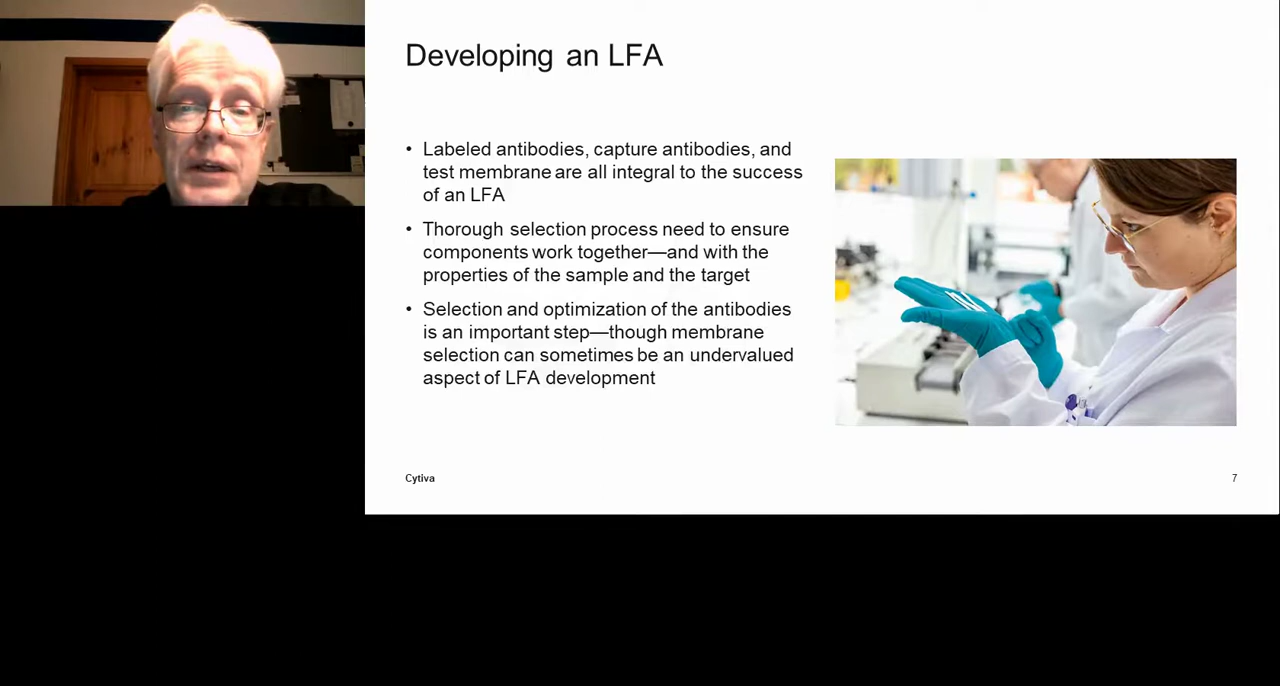 Developing an LFA
• Labeled antibodies, capture antibodies, and
test membrane are all integral to the success
of an LFA
• Thorough selection process need to ensure
components work together—and with the
properties of the sample and the target
• Selection and optimization of the antibodies
is an important step—though membrane
selection can sometimes be an undervalued
aspect of LFA development
Cytiva
7